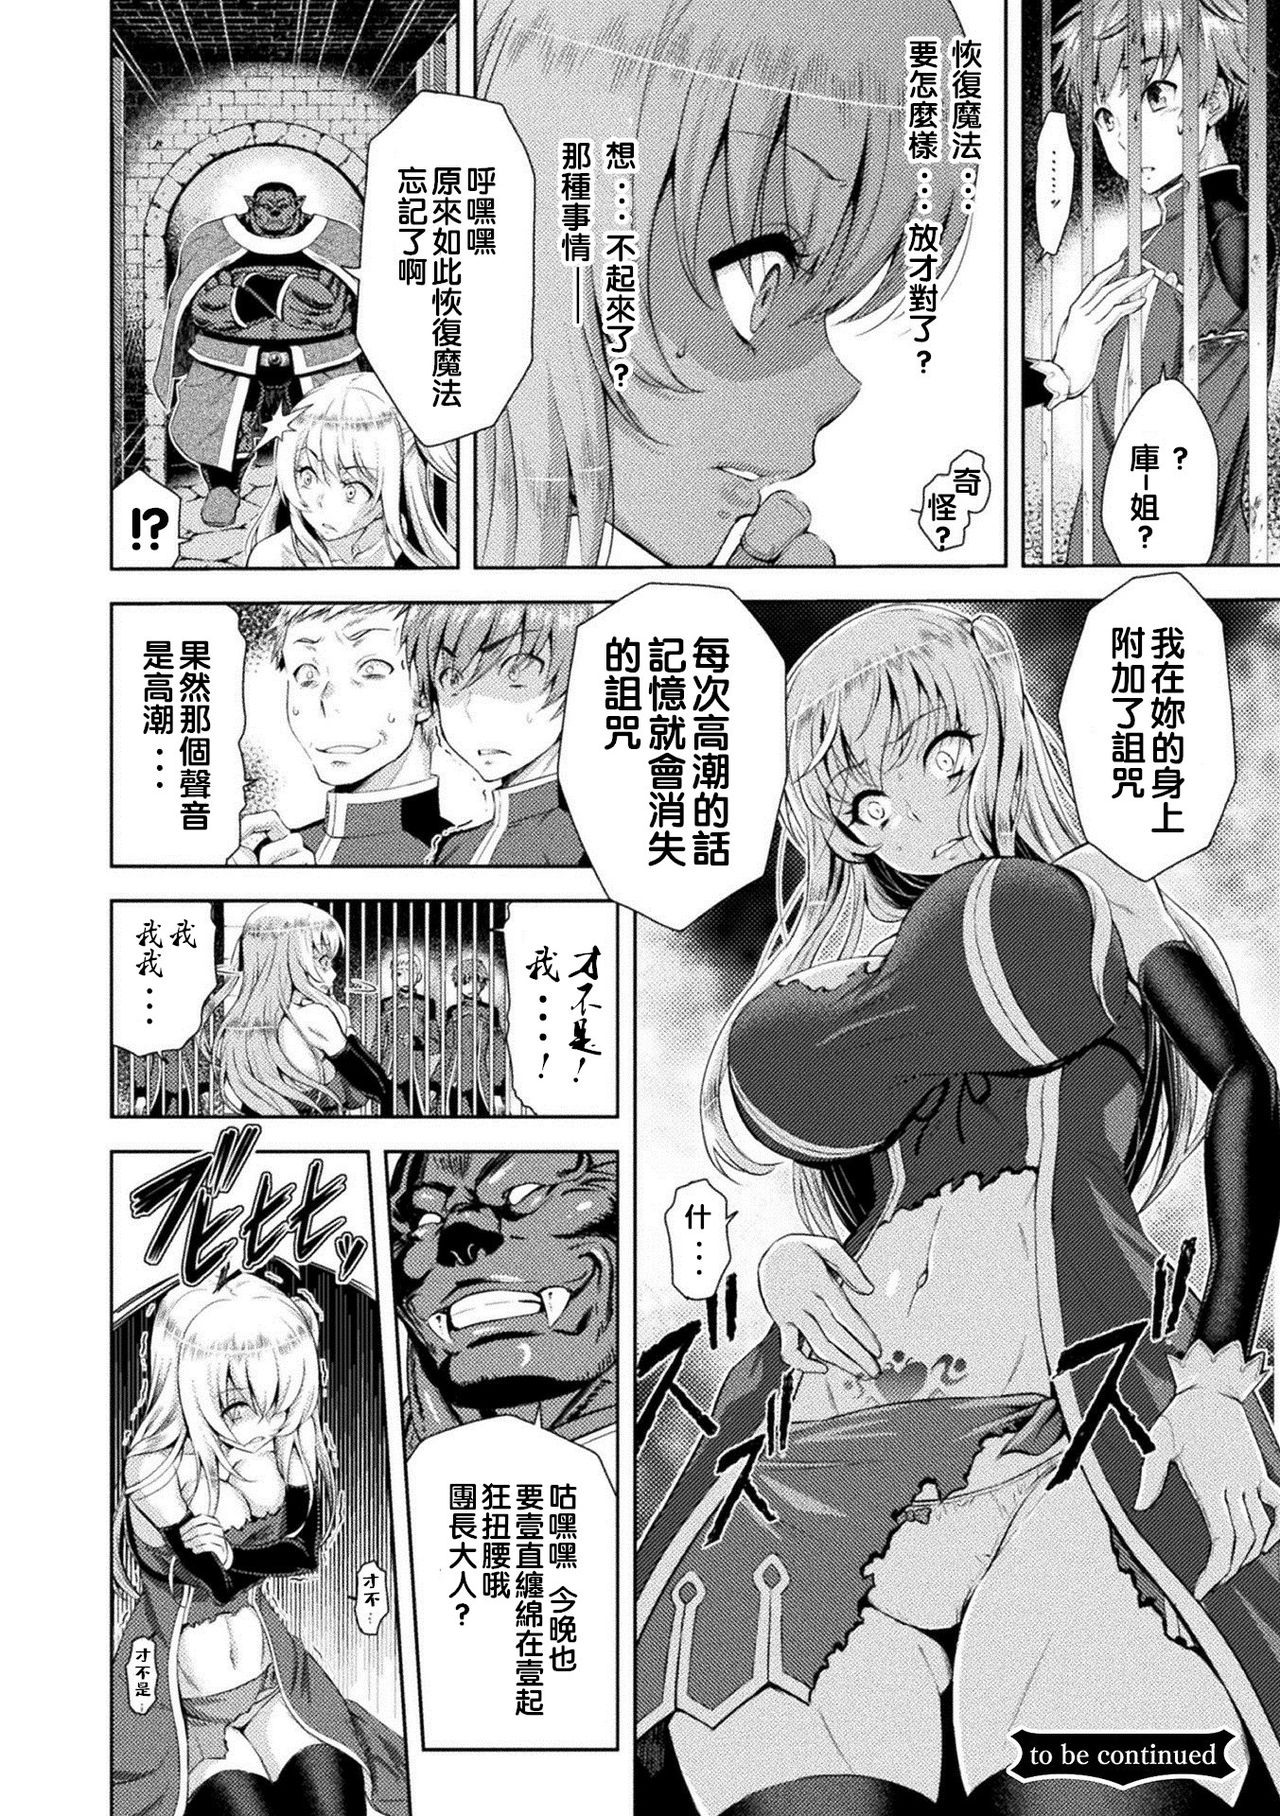 ………
？
庫-姐？
恢復魔法…
要怎麼樣…放才對了？
想…不起來了？
那種事情——
奇怪？
呼嘿嘿
原來如此恢復魔法
忘記了啊
!?
我在妳的身上
附加了詛咒
每次高潮的話
記憶就會消失
的詛咒
什…
ズ
ズ
果然那個聲音
是高潮…
才不是！
我…！
我
我我…
咕嘿嘿 今晚也
要壹直纏綿在壹起
狂扭腰哦
團長大人？
ブビビビッ
才不…
才不是…
to be continued